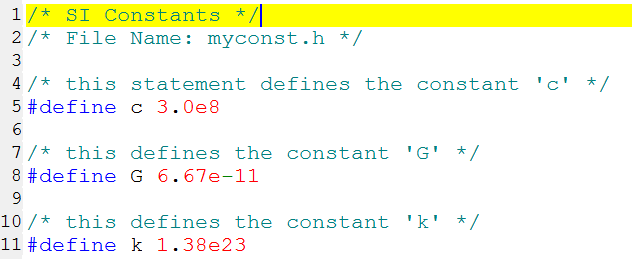 1 /* SI Constants */
2 /* File Name: myconst.h */
3
4 /* this statement defines the constant 'c' */
5 #define c 3.0e8
6
7 /* this defines the constant 'G' */
8 #define G 6.67e-11
9
10 /* this defines the constant 'k' */
11 #define k 1.38e23